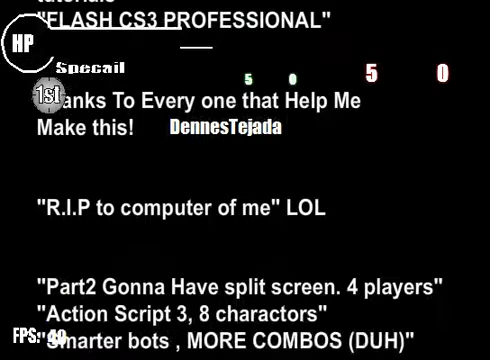 tutorials
"FLASH CS3 PROFESSIONAL"
HP
Specail
5 0 5 0
1st
Thanks To Every one that Help Me
Make this! DennesTejada
"R.I.P to computer of me" LOL
"Part2 Gonna Have split screen. 4 players"
"Action Script 3, 8 charactors"
FPS: 40
"Smarter bots , MORE COMBOS (DUH)"